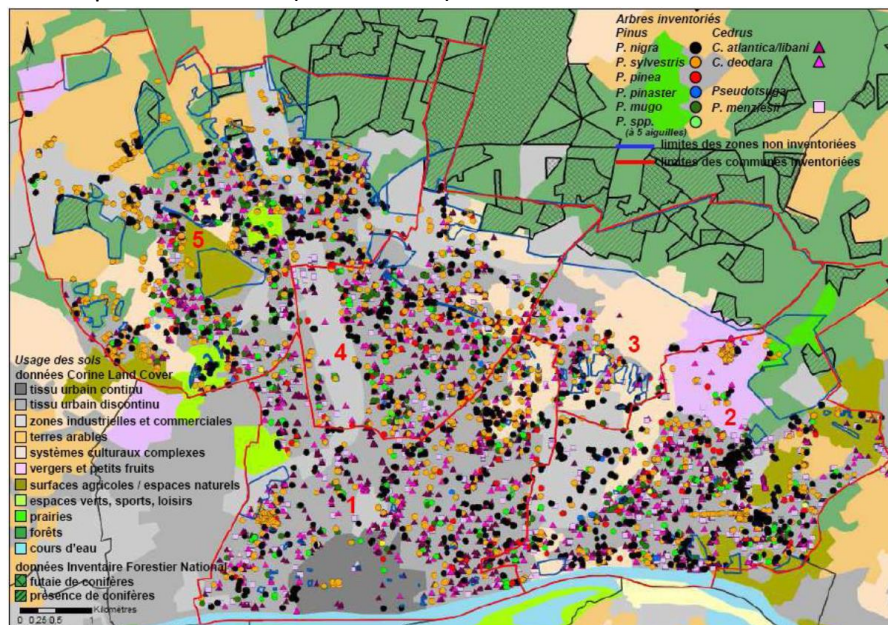 Arbres inventoriés
Pinus
P. nigra
P. sylvestris
P. pinea
P. pinaster
P. mugo
P. spp.
(à 5 aiguilles)
Cedrus
C. atlantica/libani
C. deodara
Pseudotsuga
P. menziesii
limites des zones non inventoriées
limites des communes inventoriées
5
4
3
2
1
Usage des sols
données Corine Land Cover
tissu urbain continu
tissu urbain discontinu
zones industrielles et commerciales
terres arables
systèmes culturaux complexes
vergers et petits fruits
surfaces agricoles / espaces naturels
espaces verts, sports, loisirs
prairies
forêts
cours d'eau
données Inventaire Forestier National
futaie de conifères
présence de conifères
Kilomètres
0 0,25 0,5 1